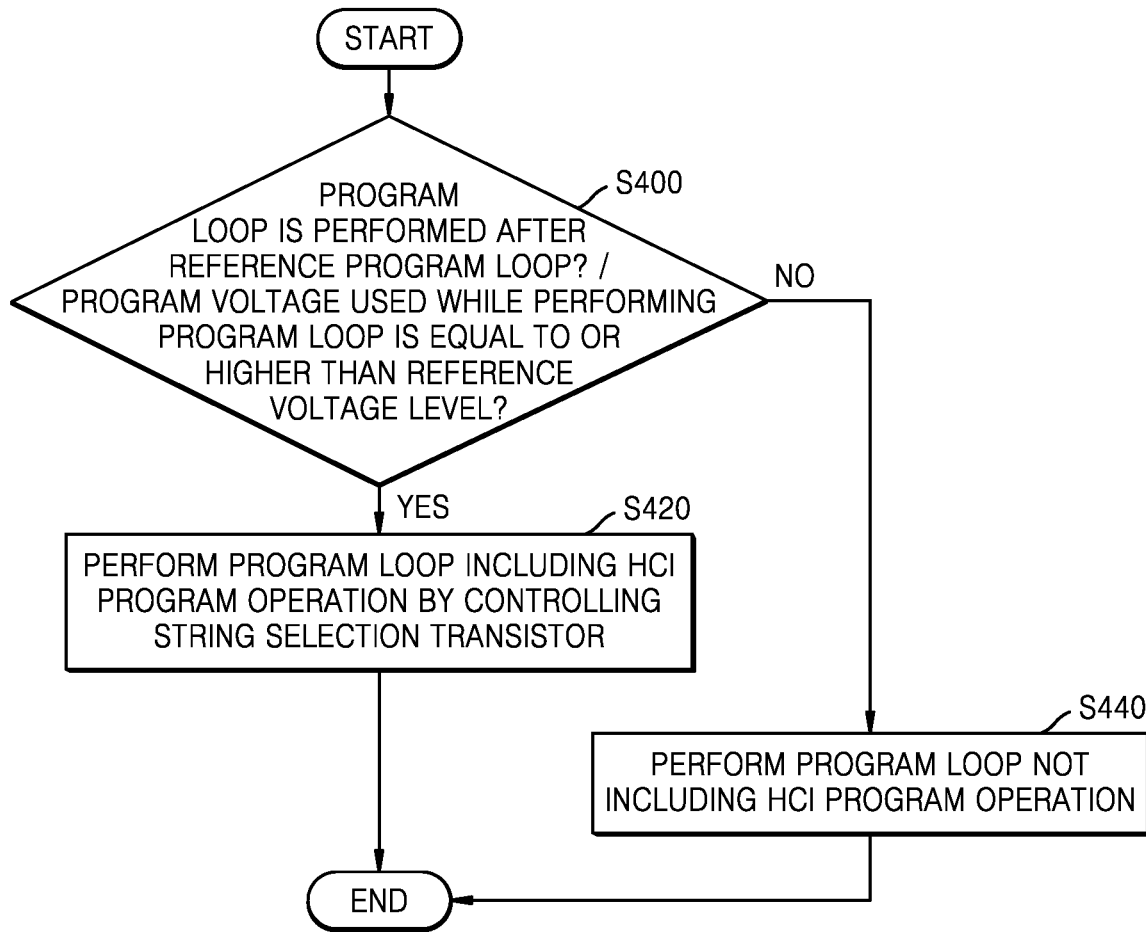 START
S400
PROGRAM
LOOP IS PERFORMED AFTER
REFERENCE PROGRAM LOOP? /
PROGRAM VOLTAGE USED WHILE PERFORMING
PROGRAM LOOP IS EQUAL TO OR
HIGHER THAN REFERENCE
VOLTAGE LEVEL?
NO
YES
S420
PERFORM PROGRAM LOOP INCLUDING HCI
PROGRAM OPERATION BY CONTROLLING
STRING SELECTION TRANSISTOR
S440
PERFORM PROGRAM LOOP NOT
INCLUDING HCI PROGRAM OPERATION
END